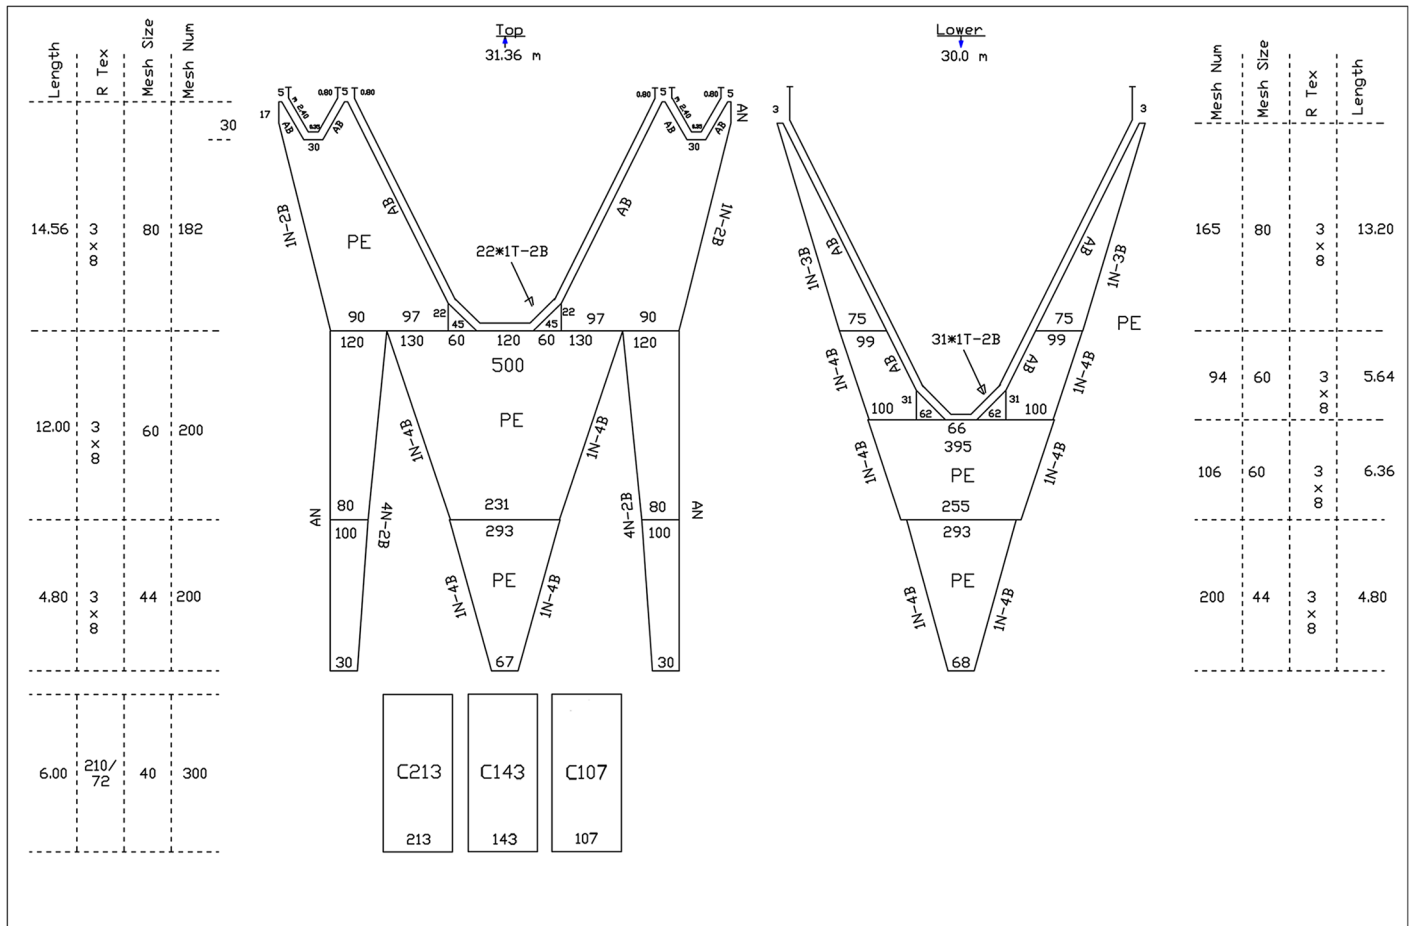 Top
31.36 m
Lower
30.0 m
Length
R Tex
Mesh Size
Mesh Num
Mesh Num
Mesh Size
R Tex
Length
5
0.80
5
0.80
0.80
5
0.80
5
17
m 2.40
AB
AB
30
30
m 2.40
AB
AB
30
AN
3
3
14.56
3
×
8
80
182
1N-2B
PE
AB
AB
1N-2B
22*1T-2B
90
97
22
45
45
22
97
90
120
130
60
120
60
130
120
500
12.00
3
×
8
60
200
1N-4B
PE
1N-4B
AN
80
4N-2B
231
4N-2B
80
AN
100
293
100
4.80
3
×
8
44
200
1N-4B
PE
1N-4B
30
67
30
6.00
210/
72
40
300
C213
C143
C107
213
143
107
1N-3B
AB
AB
1N-3B
165
80
3
×
8
13.20
75
75
PE
99
31*1T-2B
99
1N-4B
AB
AB
1N-4B
94
60
3
×
8
5.64
100
31
62
62
31
100
66
395
1N-4B
PE
1N-4B
106
60
3
×
8
6.36
255
293
1N-4B
PE
1N-4B
200
44
3
×
8
4.80
68